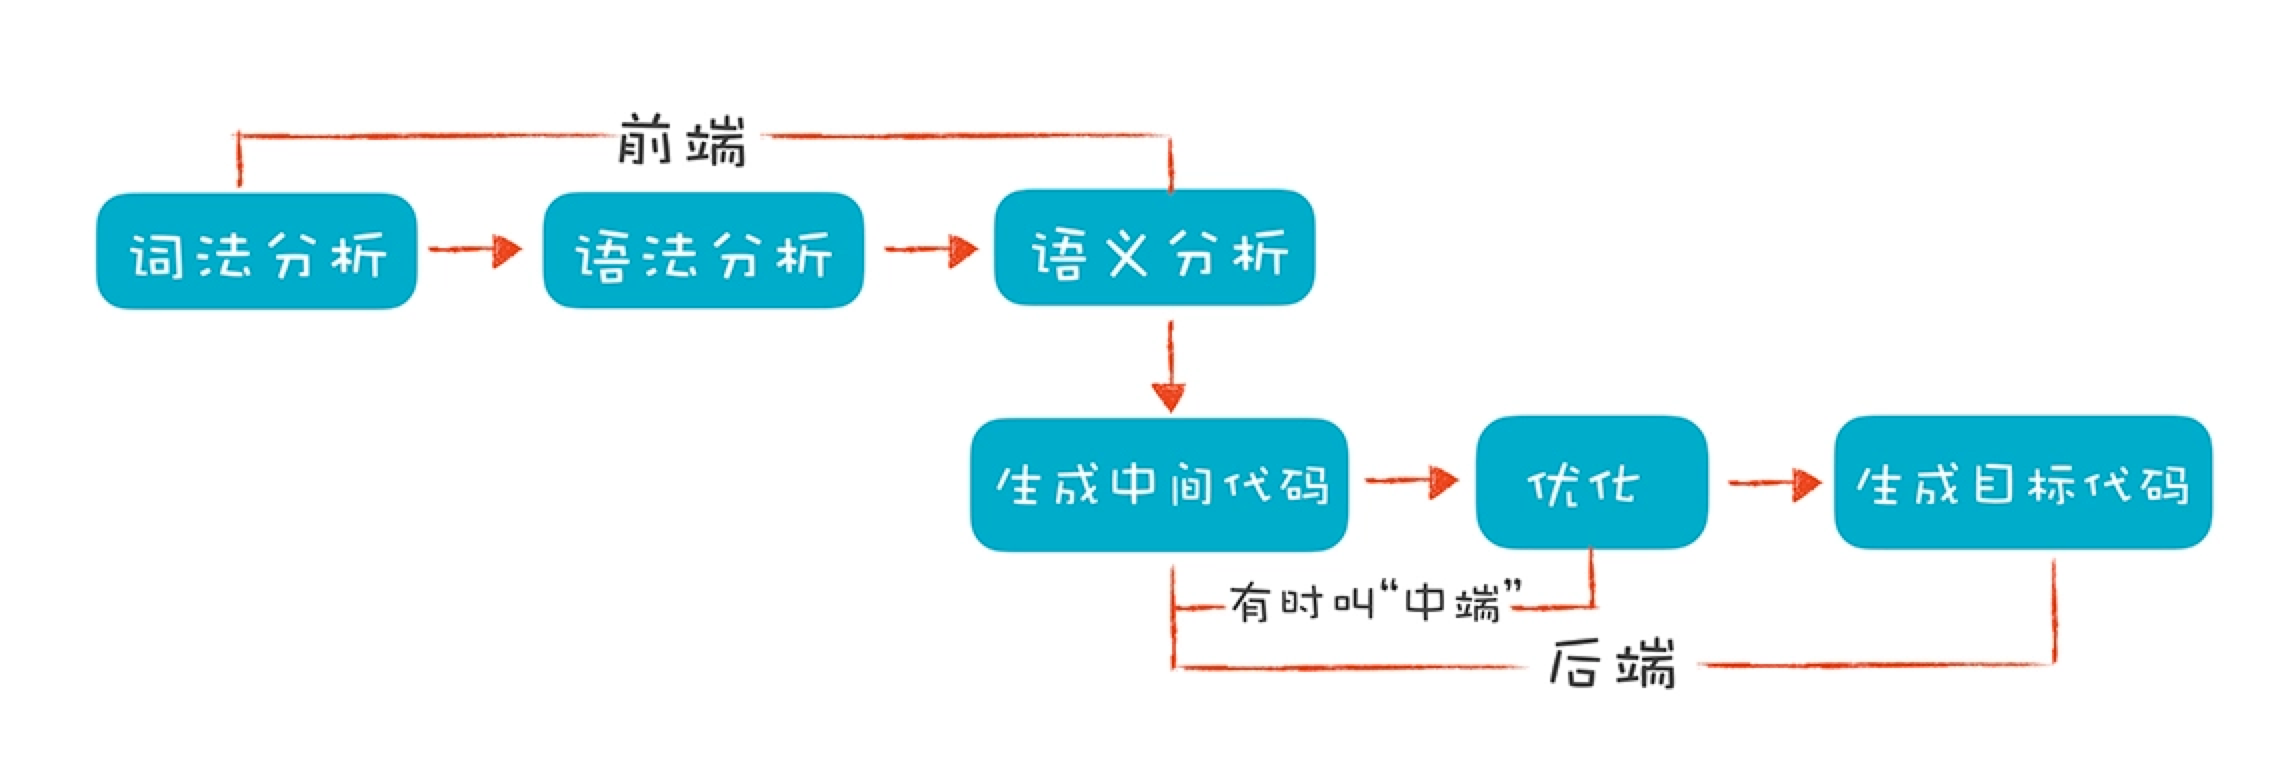 前端
词法分析
语法分析
语义分析
生成中间代码
优化
生成目标代码
有时叫“中端”
后端